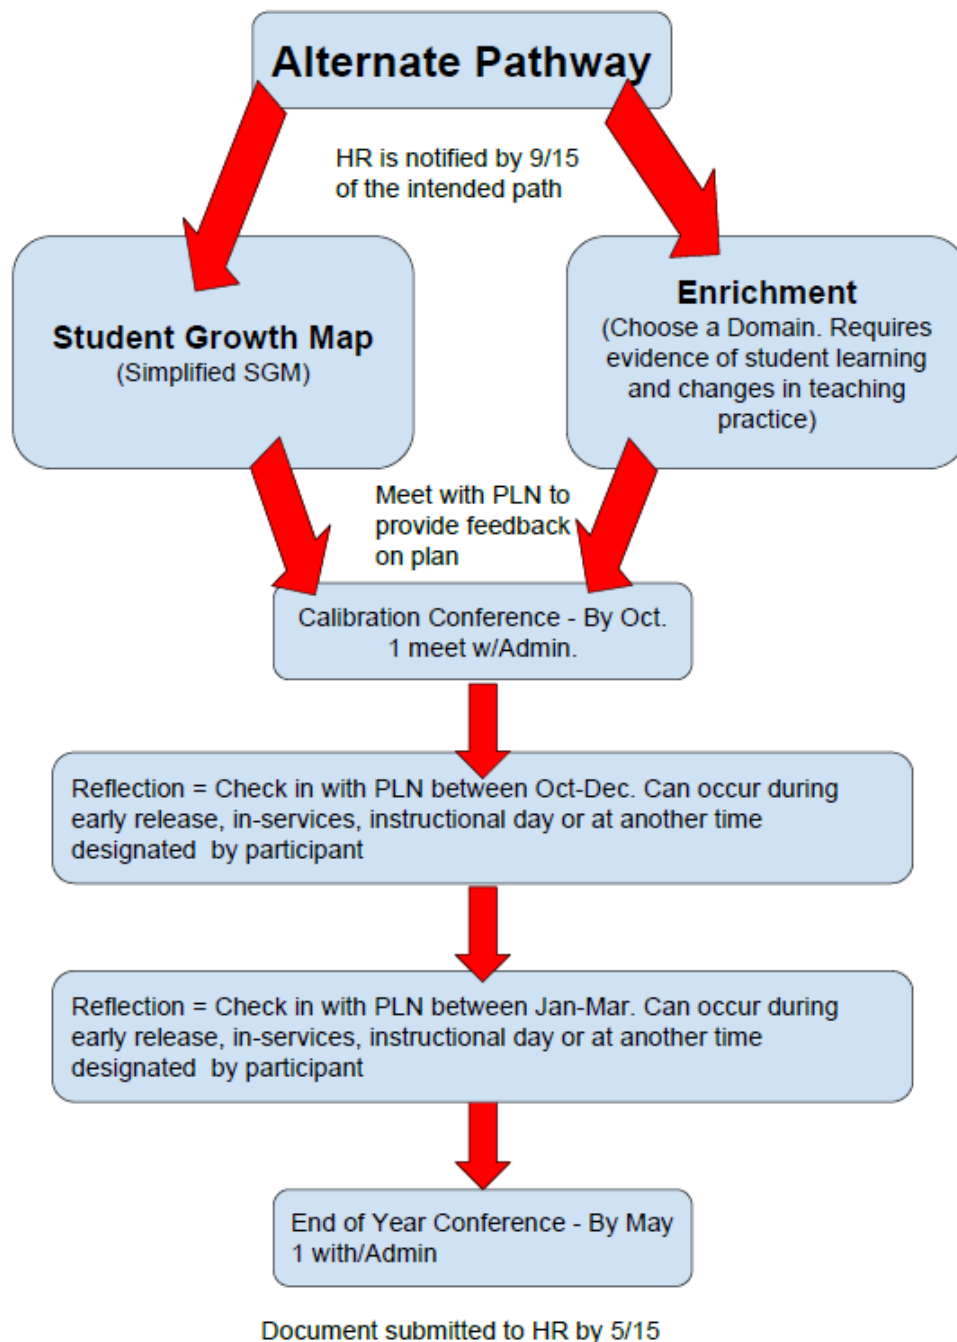 Alternate Pathway
HR is notified by 9/15
of the intended path
Student Growth Map
(Simplified SGM)
Enrichment
(Choose a Domain. Requires
evidence of student learning
and changes in teaching
practice)
Meet with PLN to
provide feedback
on plan
Calibration Conference - By Oct.
1 meet w/Admin.
Reflection = Check in with PLN between Oct-Dec. Can occur during
early release, in-services, instructional day or at another time
designated  by participant
Reflection = Check in with PLN between Jan-Mar. Can occur during
early release, in-services, instructional day or at another time
designated  by participant
End of Year Conference - By May
1 with/Admin
Document submitted to HR by 5/15